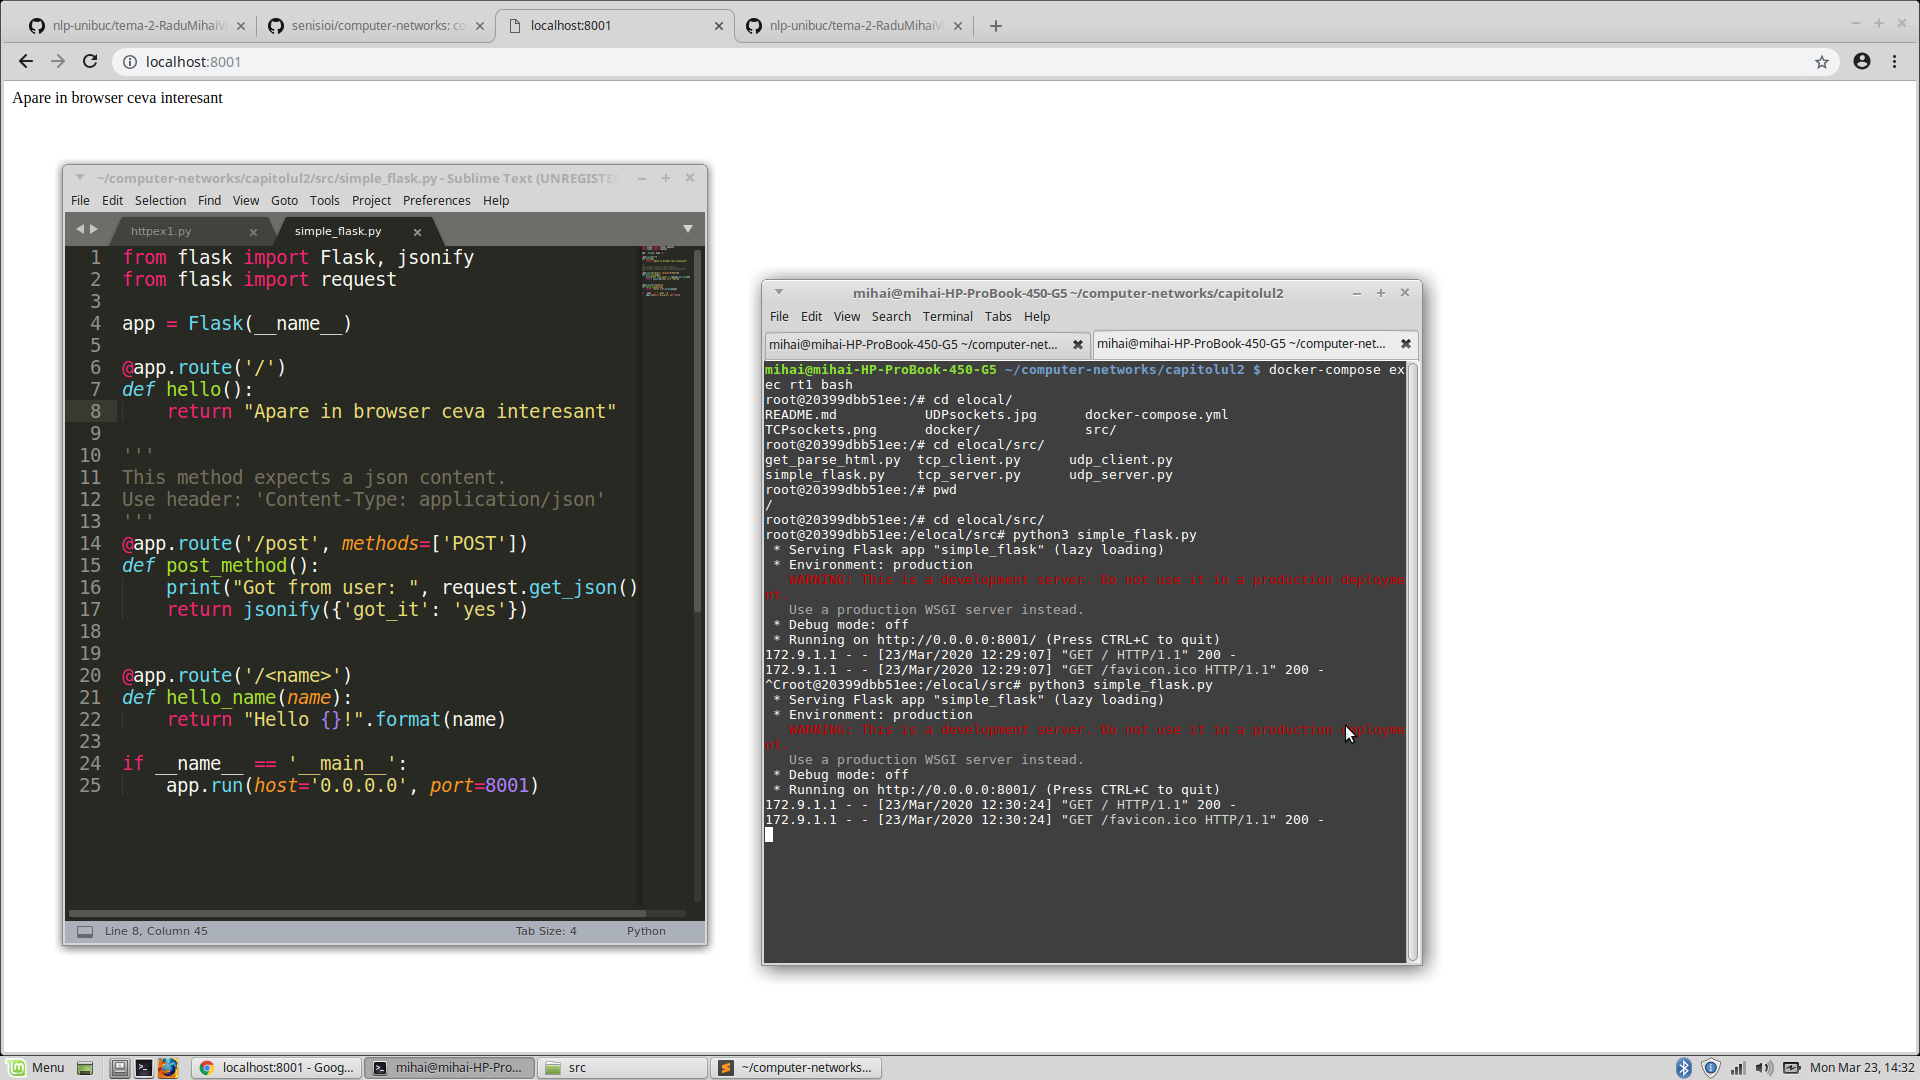 nlp-unibuc/tema-2-RaduMihaiV
senisioi/computer-networks: co
localhost:8001
nlp-unibuc/tema-2-RaduMihaiV
localhost:8001
Apare in browser ceva interesant
~/computer-networks/capitolul2/src/simple_flask.py - Sublime Text (UNREGISTE
File Edit Selection Find View Goto Tools Project Preferences Help
httpex1.py
simple_flask.py
1 from flask import Flask, jsonify
2 from flask import request
3
4 app = Flask(__name__)
5
6 @app.route('/')
7 def hello():
8     return "Apare in browser ceva interesant"
9
10 '''
11 This method expects a json content.
12 Use header: 'Content-Type: application/json'
13 '''
14 @app.route('/post', methods=['POST'])
15 def post_method():
16     print("Got from user: ", request.get_json()
17     return jsonify({'got_it': 'yes'})
18
19
20 @app.route('/<name>')
21 def hello_name(name):
22     return "Hello {}!".format(name)
23
24 if __name__ == '__main__':
25     app.run(host='0.0.0.0', port=8001)
Line 8, Column 45
Tab Size: 4
Python
mihai@mihai-HP-ProBook-450-G5 ~/computer-networks/capitolul2
File Edit View Search Terminal Tabs Help
mihai@mihai-HP-ProBook-450-G5 ~/computer-net...
mihai@mihai-HP-ProBook-450-G5 ~/computer-net...
mihai@mihai-HP-ProBook-450-G5 ~/computer-networks/capitolul2 $ docker-compose ex
ec rt1 bash
root@20399dbb51ee:/# cd elocal/
README.md UDPsockets.jpg docker-compose.yml
TCPsockets.png docker/ src/
root@20399dbb51ee:/# cd elocal/src/
get_parse_html.py tcp_client.py udp_client.py
simple_flask.py tcp_server.py udp_server.py
root@20399dbb51ee:/# pwd
/
root@20399dbb51ee:/# cd elocal/src/
root@20399dbb51ee:/elocal/src# python3 simple_flask.py
 * Serving Flask app "simple_flask" (lazy loading)
 * Environment: production
   WARNING: This is a development server. Do not use it in a production deployme
nt.
   Use a production WSGI server instead.
 * Debug mode: off
 * Running on http://0.0.0.0:8001/ (Press CTRL+C to quit)
172.9.1.1 - - [23/Mar/2020 12:29:07] "GET / HTTP/1.1" 200 -
172.9.1.1 - - [23/Mar/2020 12:29:07] "GET /favicon.ico HTTP/1.1" 200 -
^Croot@20399dbb51ee:/elocal/src# python3 simple_flask.py
 * Serving Flask app "simple_flask" (lazy loading)
 * Environment: production
   WARNING: This is a development server. Do not use it in a production deployme
nt.
   Use a production WSGI server instead.
 * Debug mode: off
 * Running on http://0.0.0.0:8001/ (Press CTRL+C to quit)
172.9.1.1 - - [23/Mar/2020 12:30:24] "GET / HTTP/1.1" 200 -
172.9.1.1 - - [23/Mar/2020 12:30:24] "GET /favicon.ico HTTP/1.1" 200 -
Menu
localhost:8001 - Goog...
mihai@mihai-HP-Pro...
src
~/computer-networks...
Mon Mar 23, 14:32